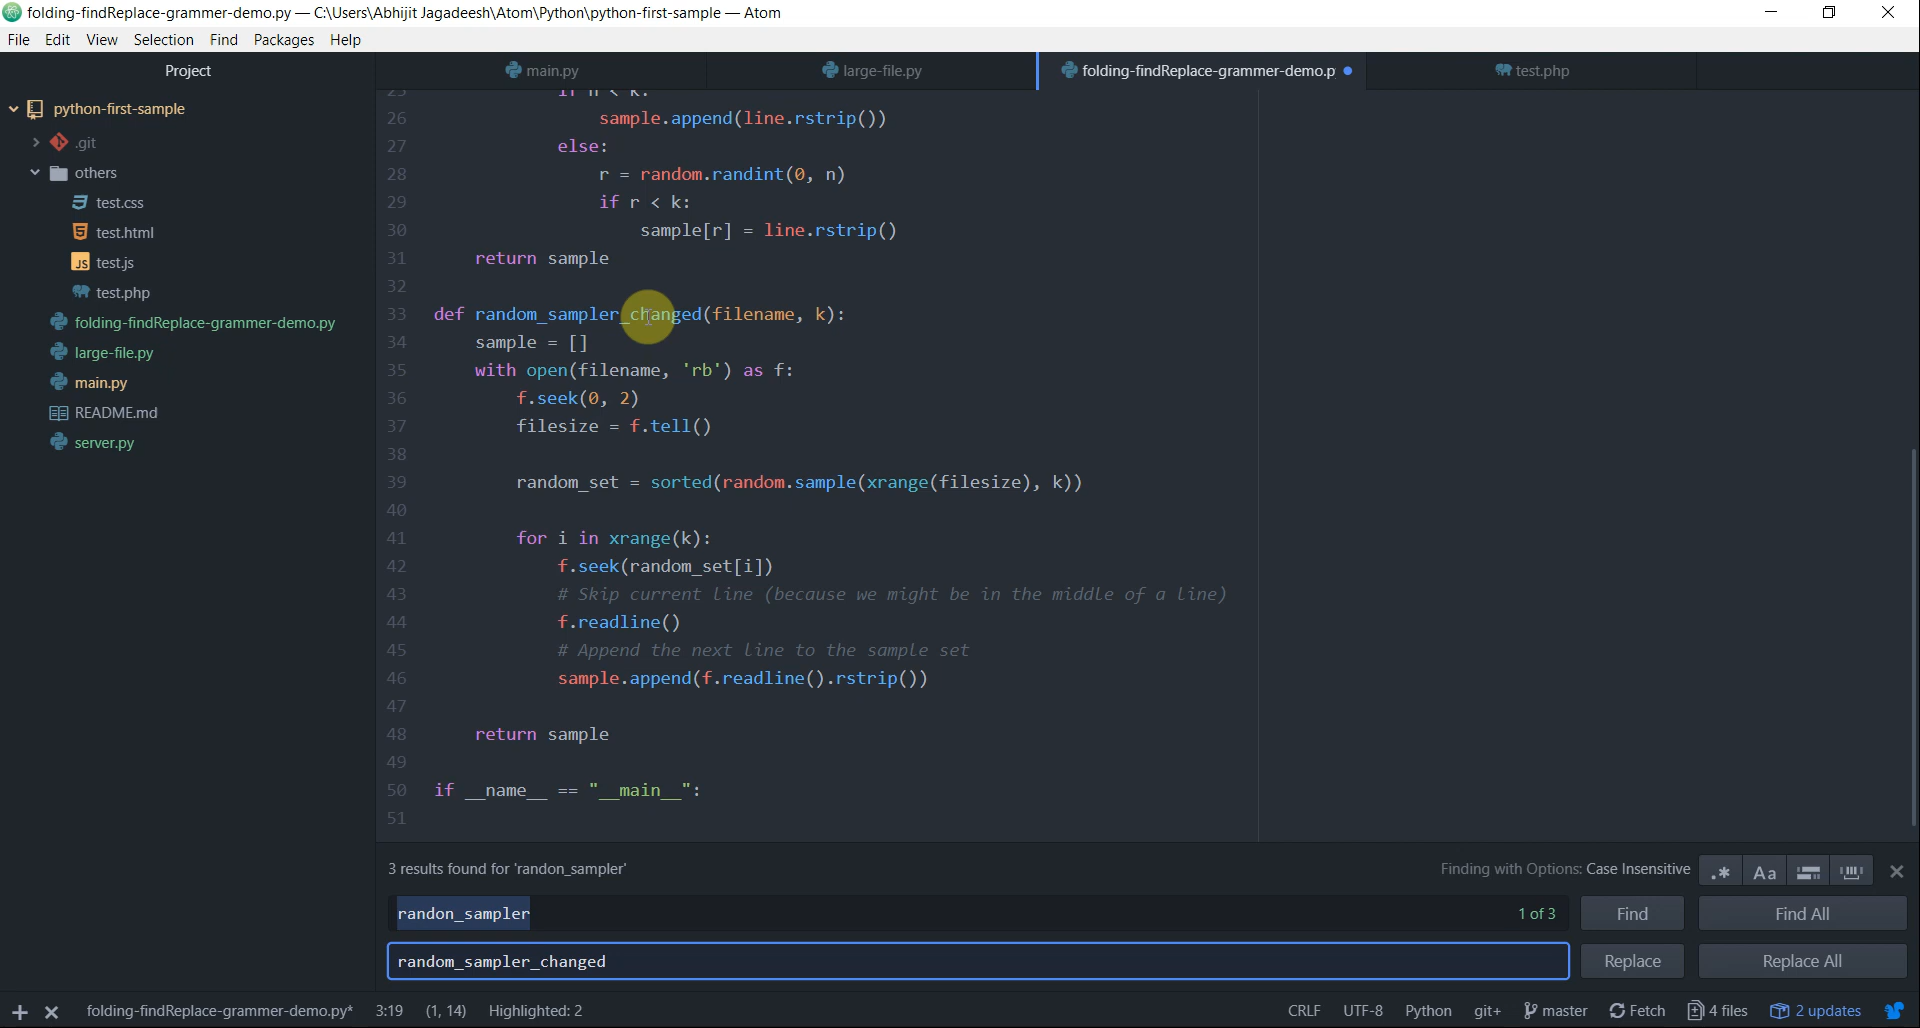 folding-findReplace-grammer-demo.py — C:\Users\Abhijit Jagadeesh\Atom\Python\python-first-sample — Atom
File Edit View Selection Find Packages Help
Project
main.py
large-file.py
folding-findReplace-grammer-demo.p
test.php
python-first-sample
.git
others
test.css
test.html
test.js
test.php
folding-findReplace-grammer-demo.py
large-file.py
main.py
README.md
server.py
25 if n < k:
26 sample.append(line.rstrip())
27 else:
28 r = random.randint(0, n)
29 if r < k:
30 sample[r] = line.rstrip()
31 return sample
32
33 def random_sampler_changed(filename, k):
34 sample = []
35 with open(filename, 'rb') as f:
36 f.seek(0, 2)
37 filesize = f.tell()
38
39 random_set = sorted(random.sample(xrange(filesize), k))
40
41 for i in xrange(k):
42 f.seek(random_set[i])
43 # Skip current line (because we might be in the middle of a line)
44 f.readline()
45 # Append the next line to the sample set
46 sample.append(f.readline().rstrip())
47
48 return sample
49
50 if __name__ == "__main__":
51
3 results found for 'randon_sampler'
Finding with Options: Case Insensitive
.* Aa
randon_sampler
1 of 3
Find
Find All
random_sampler_changed
Replace
Replace All
folding-findReplace-grammer-demo.py* 3:19 (1, 14) Highlighted: 2
CRLF UTF-8 Python git+ master Fetch 4 files 2 updates